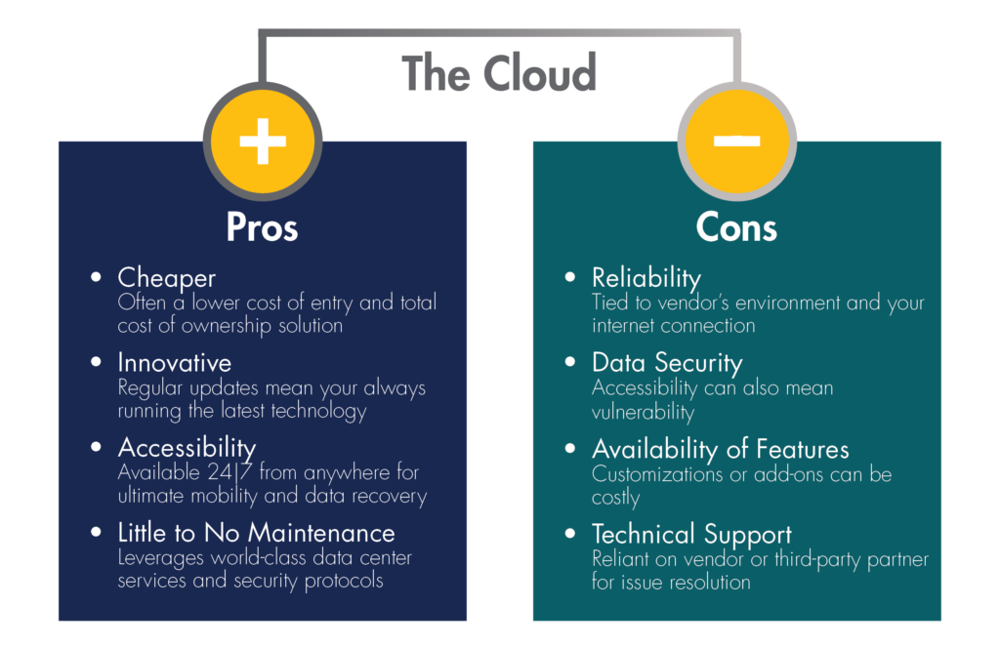 The Cloud
Pros
• Cheaper
Often a lower cost of entry and total
cost of ownership solution
• Innovative
Regular updates mean your always
running the latest technology
• Accessibility
Available 24|7 from anywhere for
ultimate mobility and data recovery
• Little to No Maintenance
Leverages world-class data center
services and security protocols
Cons
• Reliability
Tied to vendor’s environment and your
internet connection
• Data Security
Accessibility can also mean
vulnerability
• Availability of Features
Customizations or add-ons can be
costly
• Technical Support
Reliant on vendor or third-party partner
for issue resolution